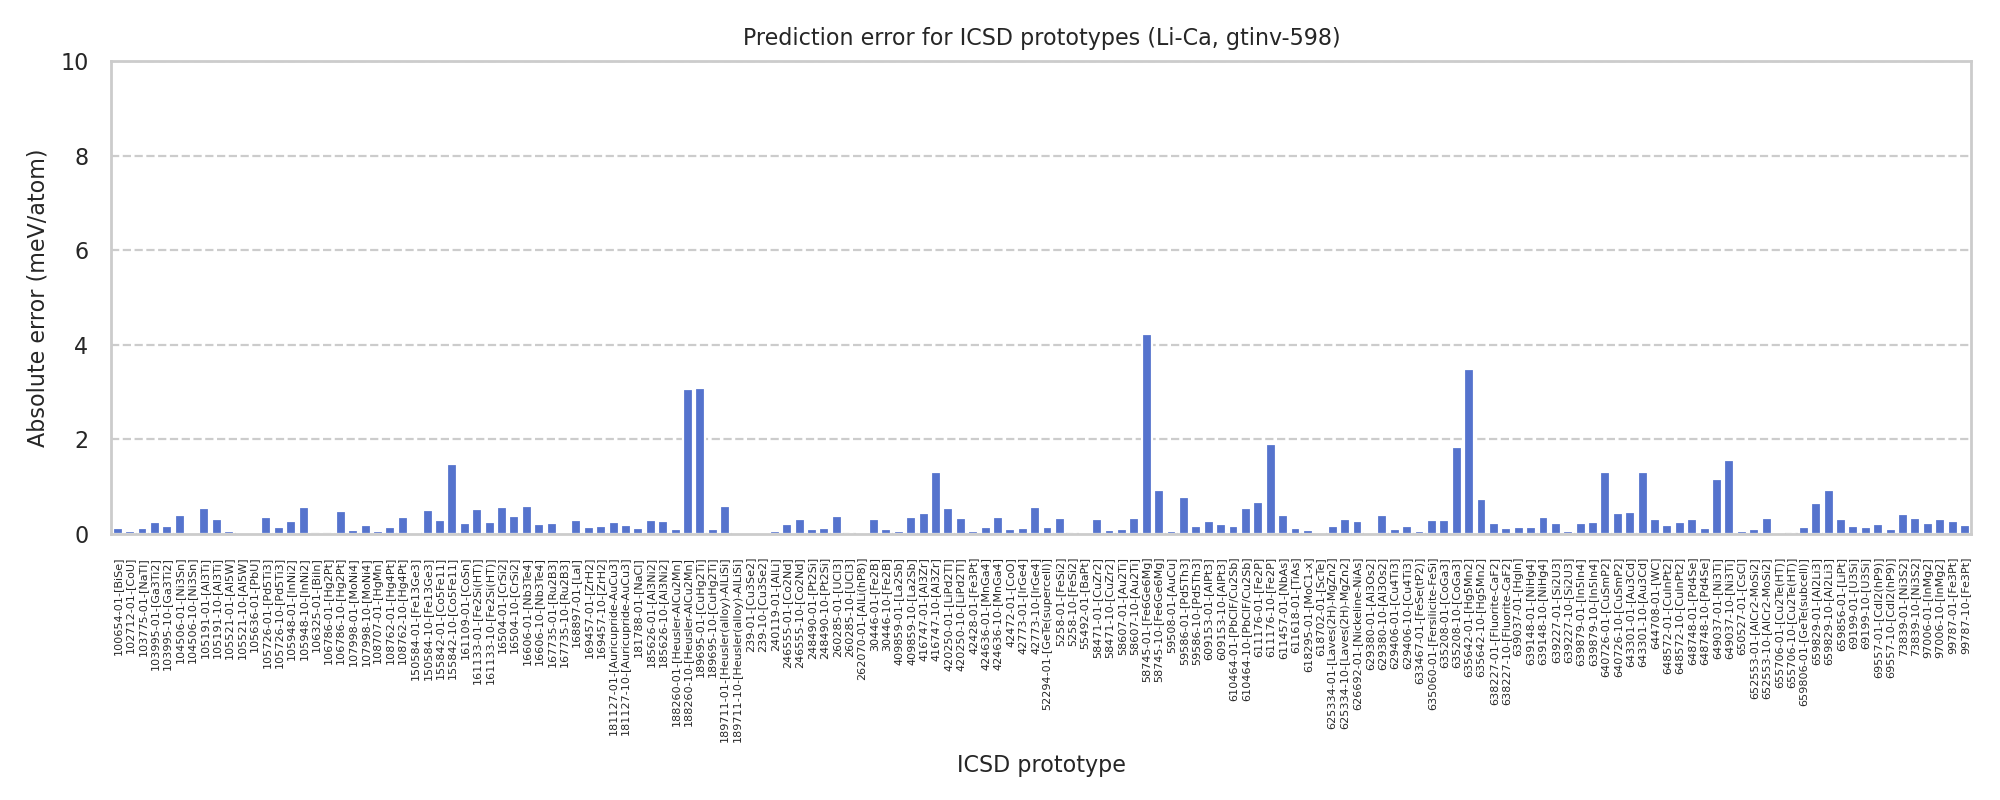 Prediction error for ICSD prototypes (Li-Ca, gtinv-598)
10
8
6
4
2
0
Absolute error (meV/atom)
100654-01-[BiSe]
102712-01-[CoU]
103775-01-[NaTl]
103995-01-[Ga3Ti2]
103995-10-[Ga3Ti2]
104506-01-[Ni3Sn]
104506-10-[Ni3Sn]
105191-01-[Al3Ti]
105191-10-[Al3Ti]
105521-01-[Al5W]
105521-10-[Al5W]
105636-01-[PbU]
105726-01-[Pd5Ti3]
105726-10-[Pd5Ti3]
105948-01-[InNi2]
105948-10-[InNi2]
106325-01-[BiIn]
106786-01-[Hg2Pt]
106786-10-[Hg2Pt]
107998-01-[MoNi4]
107998-10-[MoNi4]
108707-01-[HgMn]
108762-01-[Hg4Pt]
108762-10-[Hg4Pt]
150584-01-[Fe13Ge3]
150584-10-[Fe13Ge3]
155842-01-[Co5Fe11]
155842-10-[Co5Fe11]
161109-01-[CoSn]
161133-01-[Fe2Si(HT)]
161133-10-[Fe2Si(HT)]
16504-01-[CrSi2]
16504-10-[CrSi2]
16606-01-[Nb3Te4]
16606-10-[Nb3Te4]
167735-01-[Ru2B3]
167735-10-[Ru2B3]
168897-01-[LaI]
169457-01-[ZrH2]
169457-10-[ZrH2]
181127-01-[Auricupride-AuCu3]
181127-10-[Auricupride-AuCu3]
181788-01-[NaCl]
185626-01-[Al3Ni2]
185626-10-[Al3Ni2]
188260-01-[Heusler-AlCu2Mn]
188260-10-[Heusler-AlCu2Mn]
189695-01-[CuHg2Ti]
189695-10-[CuHg2Ti]
189711-01-[Heusler(alloy)-AlLiSi]
189711-10-[Heusler(alloy)-AlLiSi]
239-01-[Cu3Se2]
239-10-[Cu3Se2]
240119-01-[AlLi]
246555-01-[Co2Nd]
246555-10-[Co2Nd]
248490-01-[Pt2Si]
248490-10-[Pt2Si]
260285-01-[UCl3]
260285-10-[UCl3]
262070-01-[AlLi(hP8)]
30446-01-[Fe2B]
30446-10-[Fe2B]
409859-01-[La2Sb]
409859-10-[La2Sb]
416747-01-[Al3Zr]
416747-10-[Al3Zr]
420250-01-[LiPd2Tl]
420250-10-[LiPd2Tl]
42428-01-[Fe3Pt]
424636-01-[MnGa4]
424636-10-[MnGa4]
42472-01-[CoO]
42773-01-[IrGe4]
42773-10-[IrGe4]
52294-01-[GeTe(supercell)]
5258-01-[FeSi2]
5258-10-[FeSi2]
55492-01-[BaPt]
58471-01-[CuZr2]
58471-10-[CuZr2]
58607-01-[Au2Ti]
58607-10-[Au2Ti]
58745-01-[Fe6Ge6Mg]
58745-10-[Fe6Ge6Mg]
59508-01-[AuCu]
59586-01-[Pd5Th3]
59586-10-[Pd5Th3]
609153-01-[AlPt3]
609153-10-[AlPt3]
610464-01-[PbClF/Cu2Sb]
610464-10-[PbClF/Cu2Sb]
611176-01-[Fe2P]
611176-10-[Fe2P]
611457-01-[NbAs]
611618-01-[TiAs]
618295-01-[MoC1-x]
618702-01-[ScTe]
625334-01-[Laves(2H)-MgZn2]
625334-10-[Laves(2H)-MgZn2]
626692-01-[Nickeline-NiAs]
629380-01-[Al3Os2]
629380-10-[Al3Os2]
629406-01-[Cu4Ti3]
629406-10-[Cu4Ti3]
633467-01-[FeSe(tP2)]
635060-01-[Fersilicite-FeSi]
635208-01-[CoGa3]
635208-10-[CoGa3]
635642-01-[Hg5Mn2]
635642-10-[Hg5Mn2]
638227-01-[Fluorite-CaF2]
638227-10-[Fluorite-CaF2]
639037-01-[HgIn]
639148-01-[NiHg4]
639148-10-[NiHg4]
639227-01-[Si2U3]
639227-10-[Si2U3]
639879-01-[In5In4]
639879-10-[In5In4]
640726-01-[CuSmP2]
640726-10-[CuSmP2]
643301-01-[Au3Cd]
643301-10-[Au3Cd]
644708-01-[WC]
648572-01-[CuInPt2]
648572-10-[CuInPt2]
648748-01-[Pd4Se]
648748-10-[Pd4Se]
649037-01-[Ni3Ti]
649037-10-[Ni3Ti]
650527-01-[CsCl]
652553-01-[AlCr2-MoSi2]
652553-10-[AlCr2-MoSi2]
655706-01-[Cu2Te(HT)]
655706-10-[Cu2Te(HT)]
659806-01-[GeTe(subcell)]
659829-01-[Al2Li3]
659829-10-[Al2Li3]
659856-01-[LiPt]
69199-01-[U3Si]
69199-10-[U3Si]
69557-01-[CdI2(hP9)]
69557-10-[CdI2(hP9)]
73839-01-[Ni3S2]
73839-10-[Ni3S2]
97006-01-[InMg2]
97006-10-[InMg2]
99787-01-[Fe3Pt]
99787-10-[Fe3Pt]
ICSD prototype